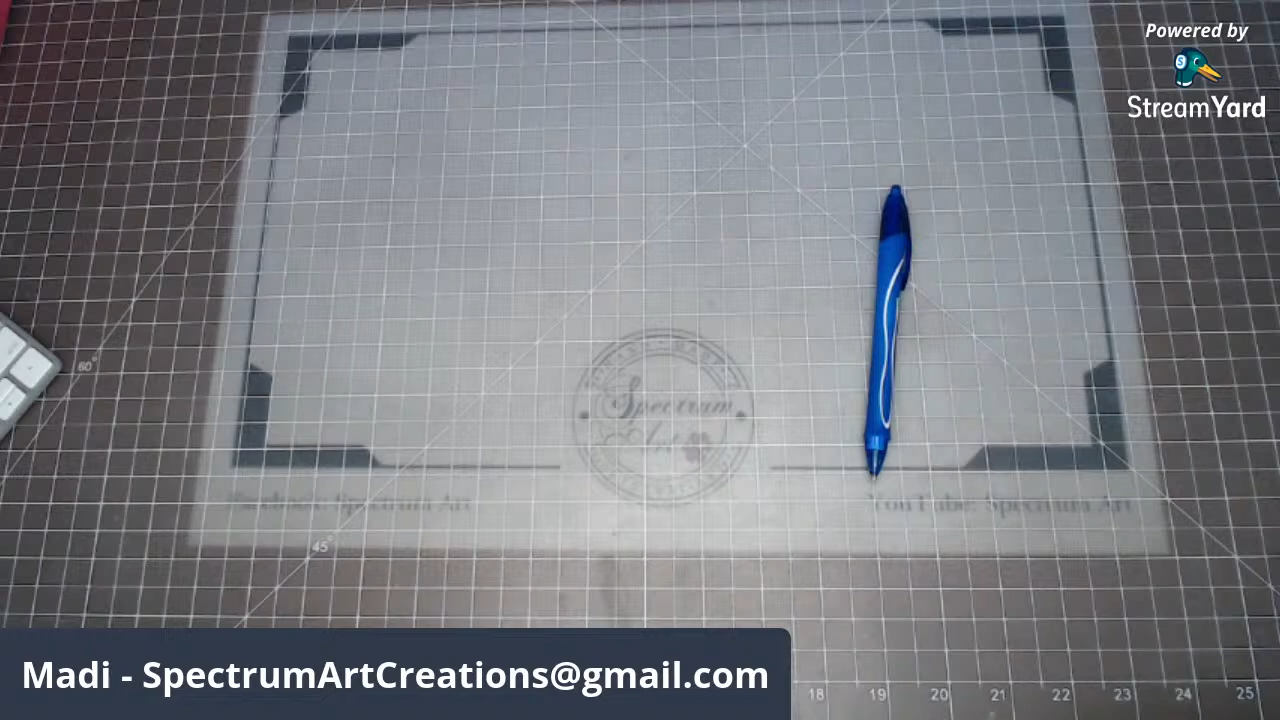 Powered by
StreamYard
60°
Spectrum
Art
Spectrum Art
YouTube: Spectrum Art
45°
Madi - SpectrumArtCreations@gmail.com
18 19 20 21 22 23 24 25